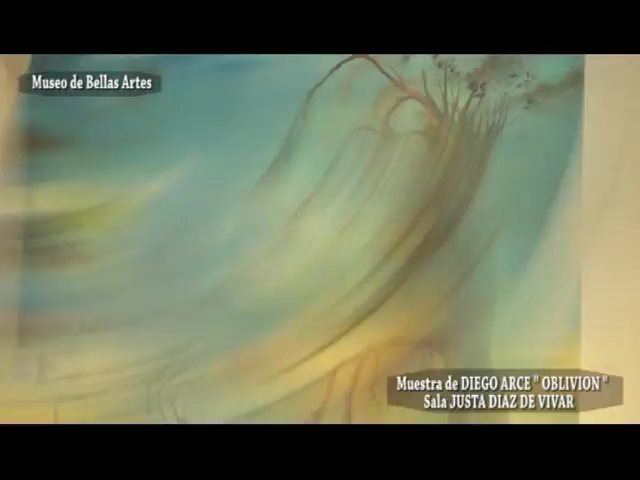 Museo de Bellas Artes
Muestra de DIEGO ARCE " OBLIVION "
Sala JUSTA DIAZ DE VIVAR